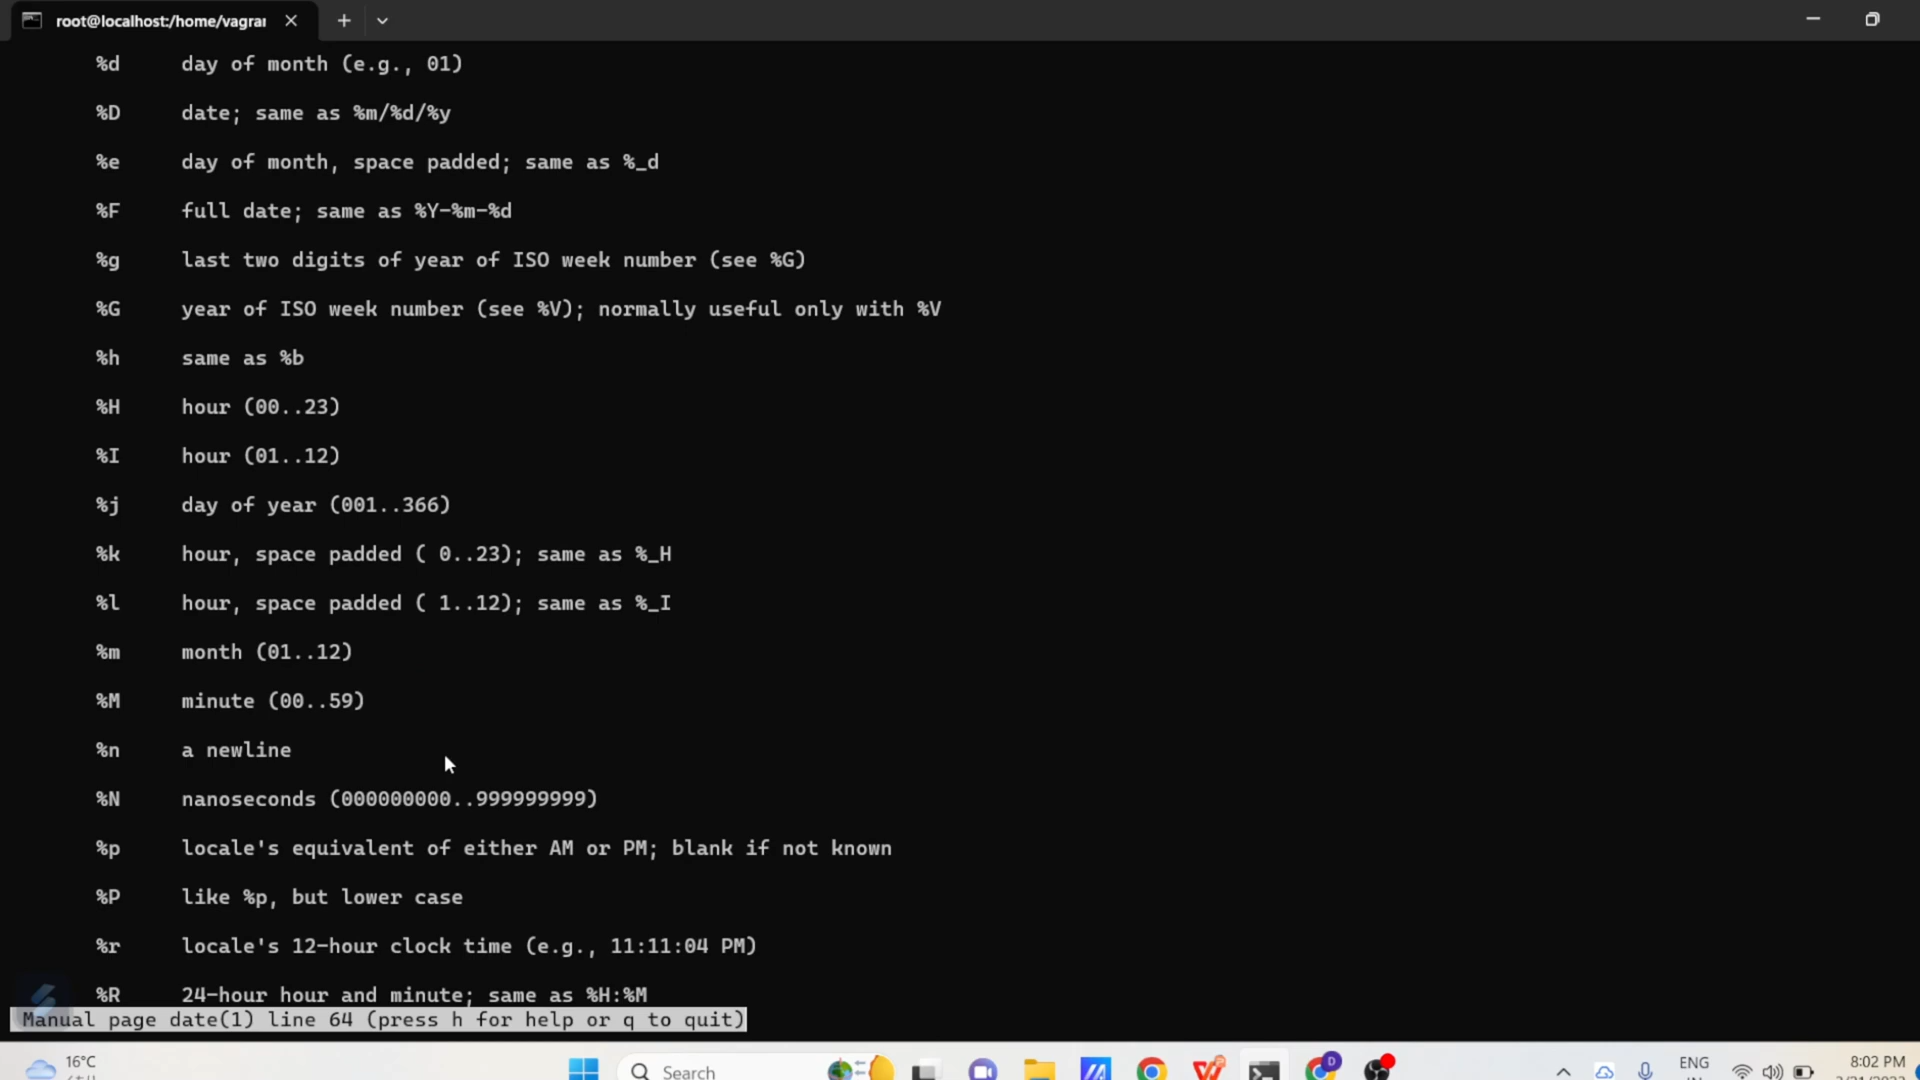 root@localhost:/home/vagrar
%d day of month (e.g., 01)
%D date; same as %m/%d/%y
%e day of month, space padded; same as %_d
%F full date; same as %Y-%m-%d
%g last two digits of year of ISO week number (see %G)
%G year of ISO week number (see %V); normally useful only with %V
%h same as %b
%H hour (00..23)
%I hour (01..12)
%j day of year (001..366)
%k hour, space padded ( 0..23); same as %_H
%l hour, space padded ( 1..12); same as %_I
%m month (01..12)
%M minute (00..59)
%n a newline
%N nanoseconds (000000000..999999999)
%p locale's equivalent of either AM or PM; blank if not known
%P like %p, but lower case
%r locale's 12-hour clock time (e.g., 11:11:04 PM)
%R 24-hour hour and minute; same as %H:%M
Manual page date(1) line 64 (press h for help or q to quit)
16°C
Search
D
ENG
8:02 PM